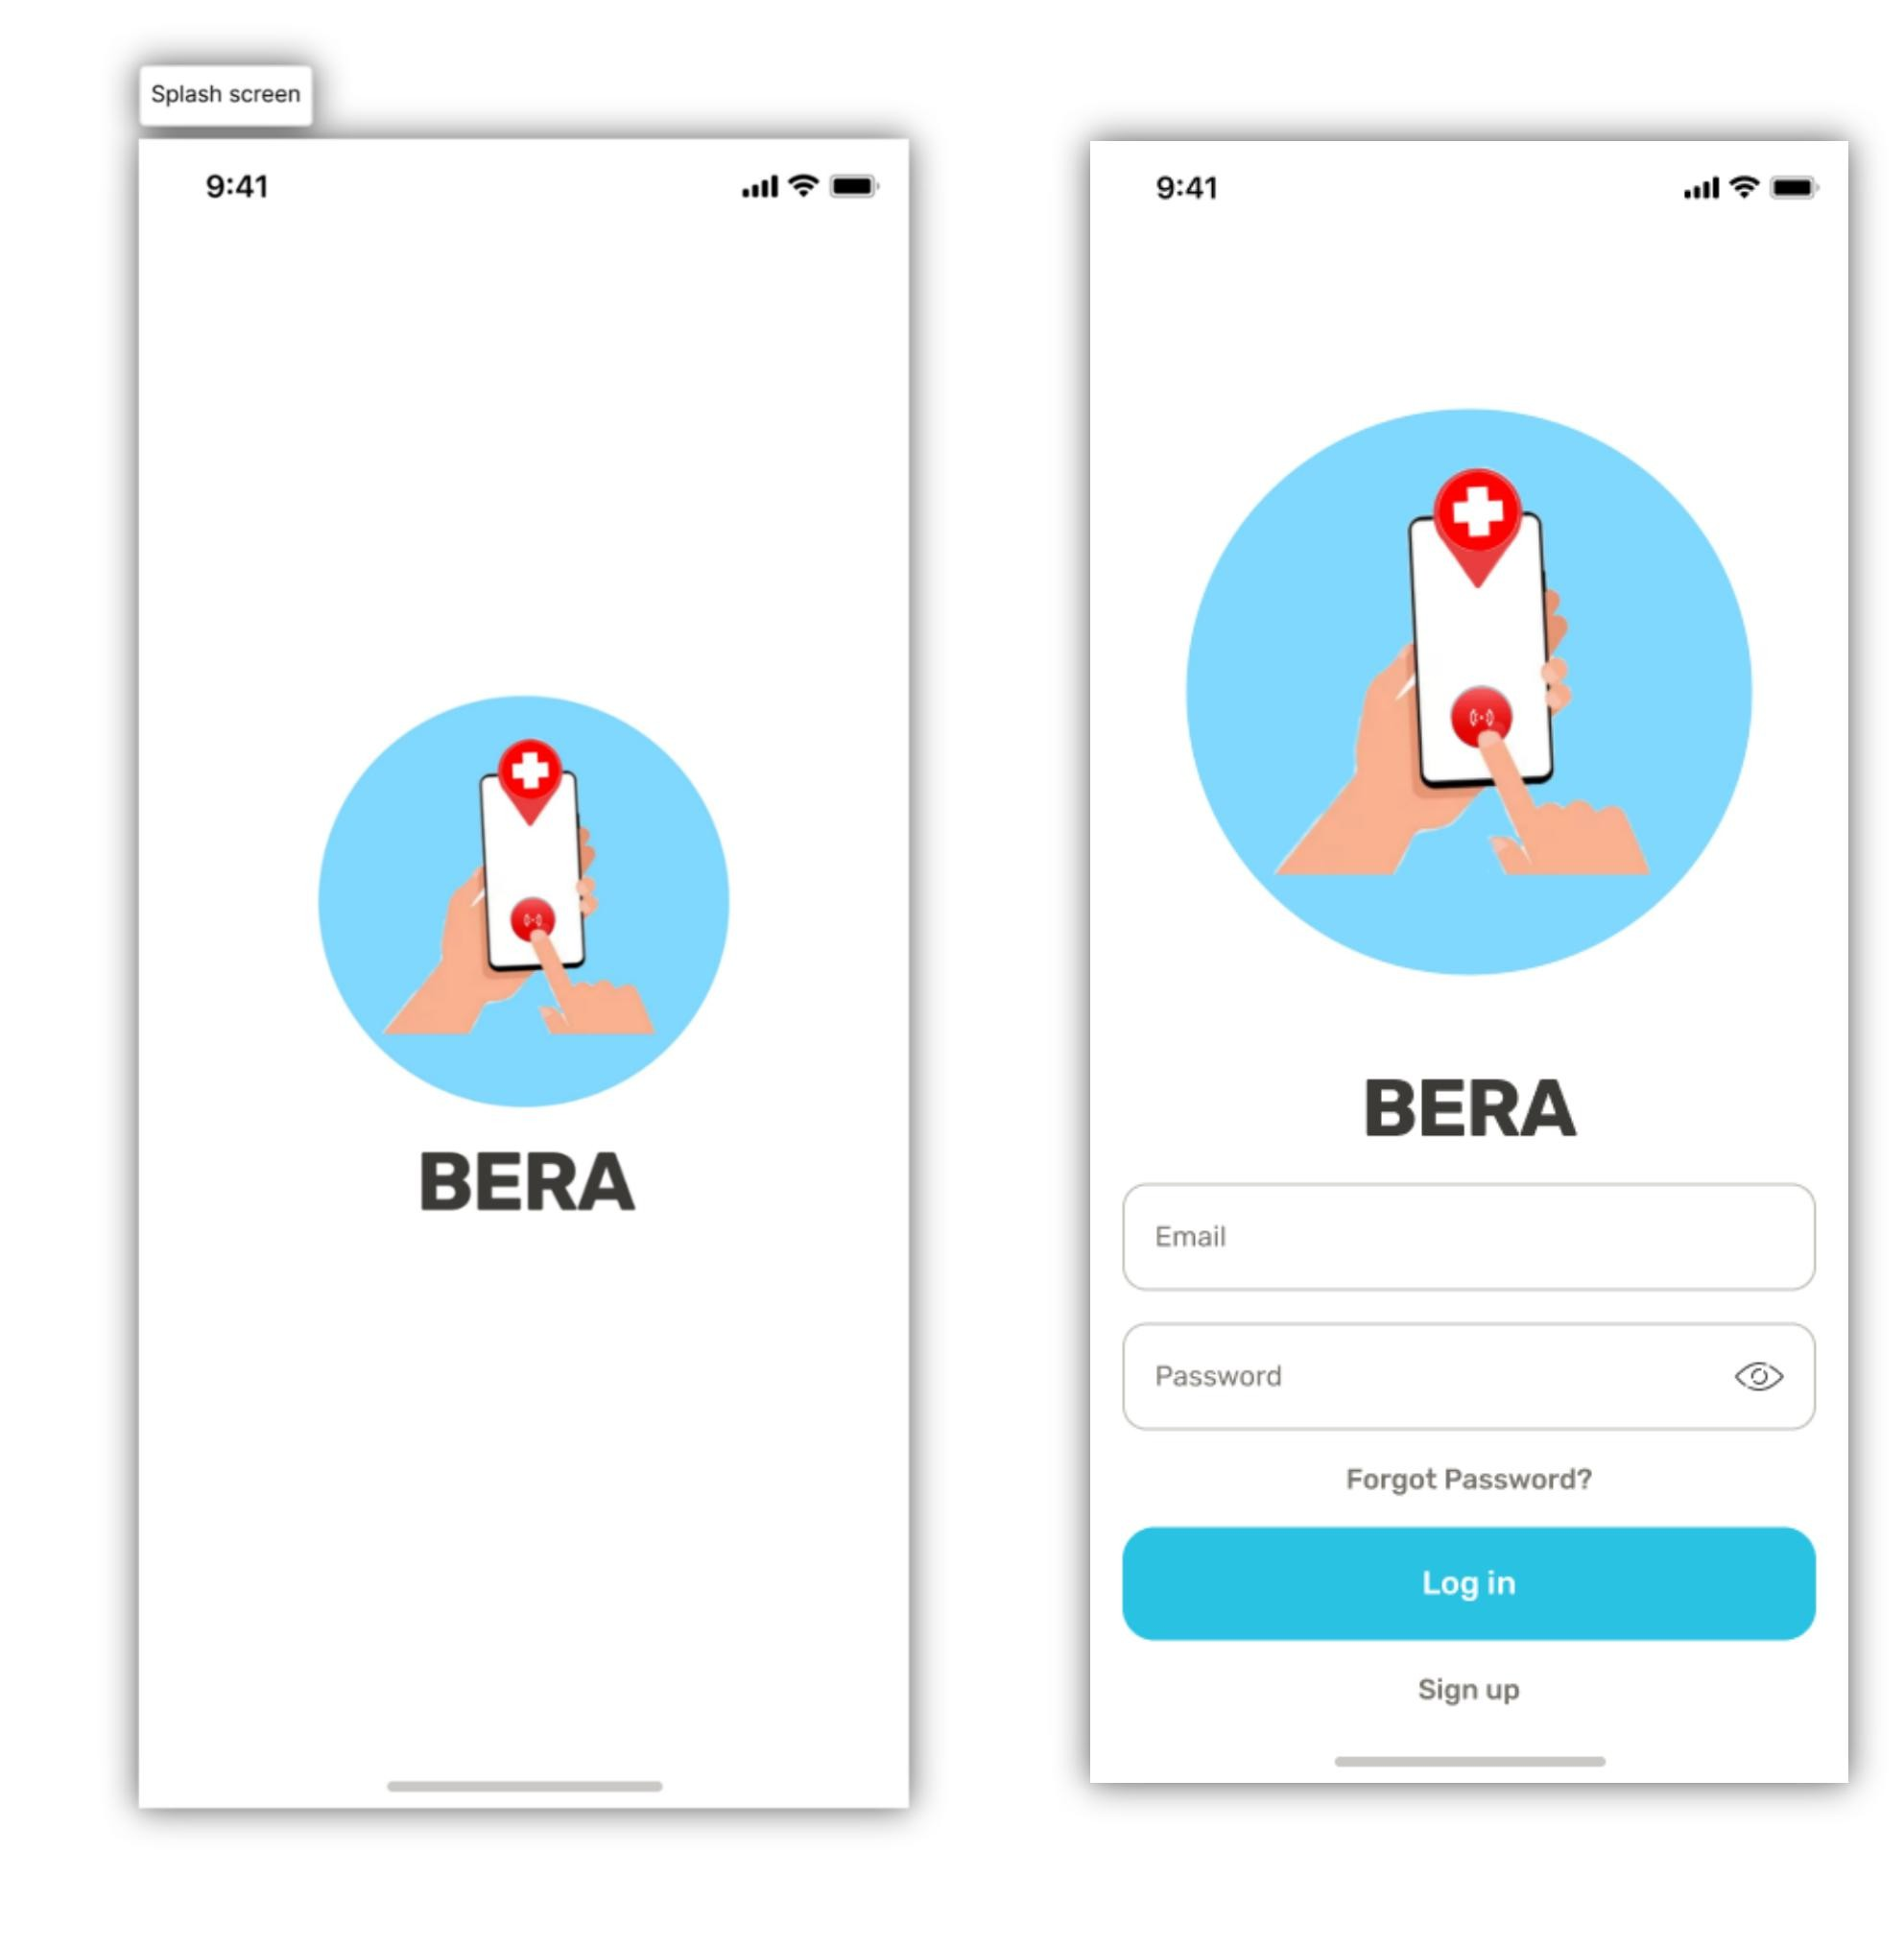 Splash screen
9:41
BERA
9:41
BERA
Email
Password
Forgot Password?
Log in
Sign up